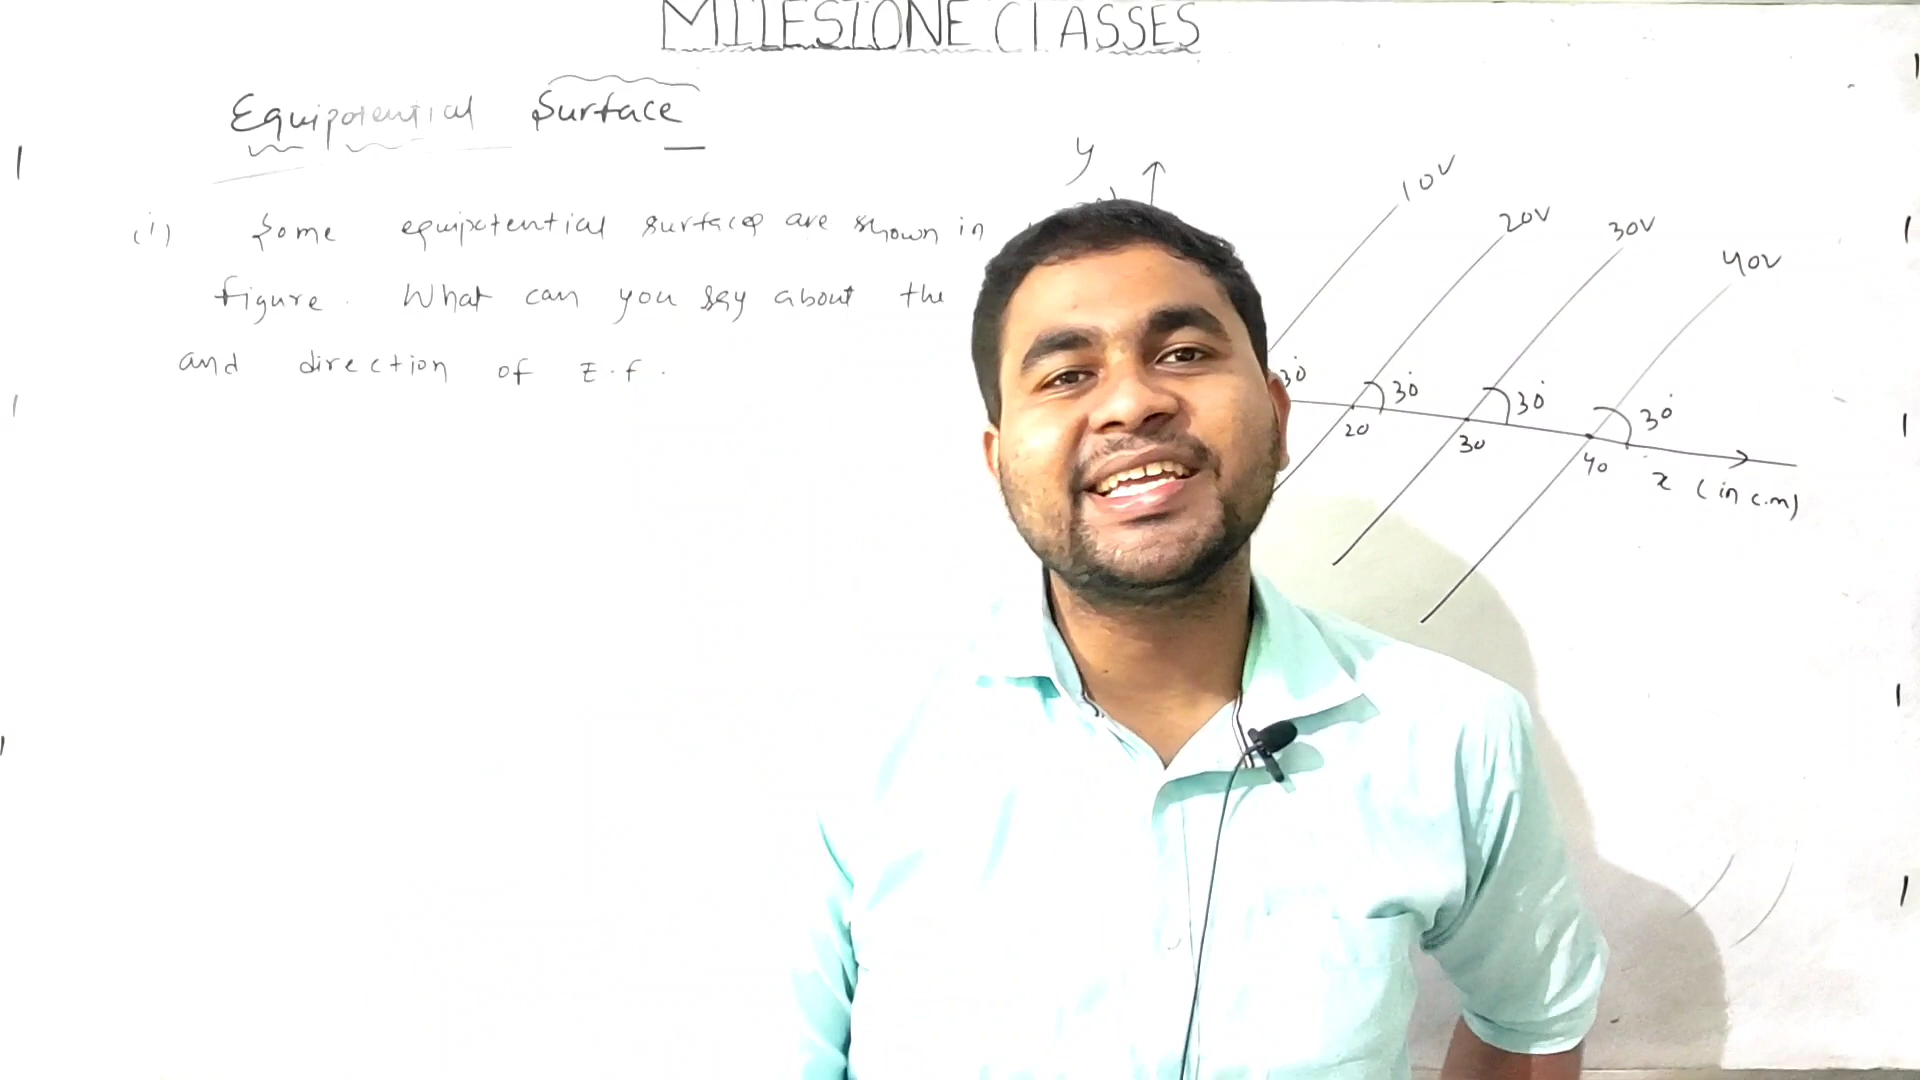 MILESTONE CLASSES
Equipotential Surface
(i) Some equipotential surfaces are shown in
figure. What can you say about the
and direction of E.f.
y
10V
20V
30V
40V
30°
30°
30°
30°
20
30
40
x (in c.m)